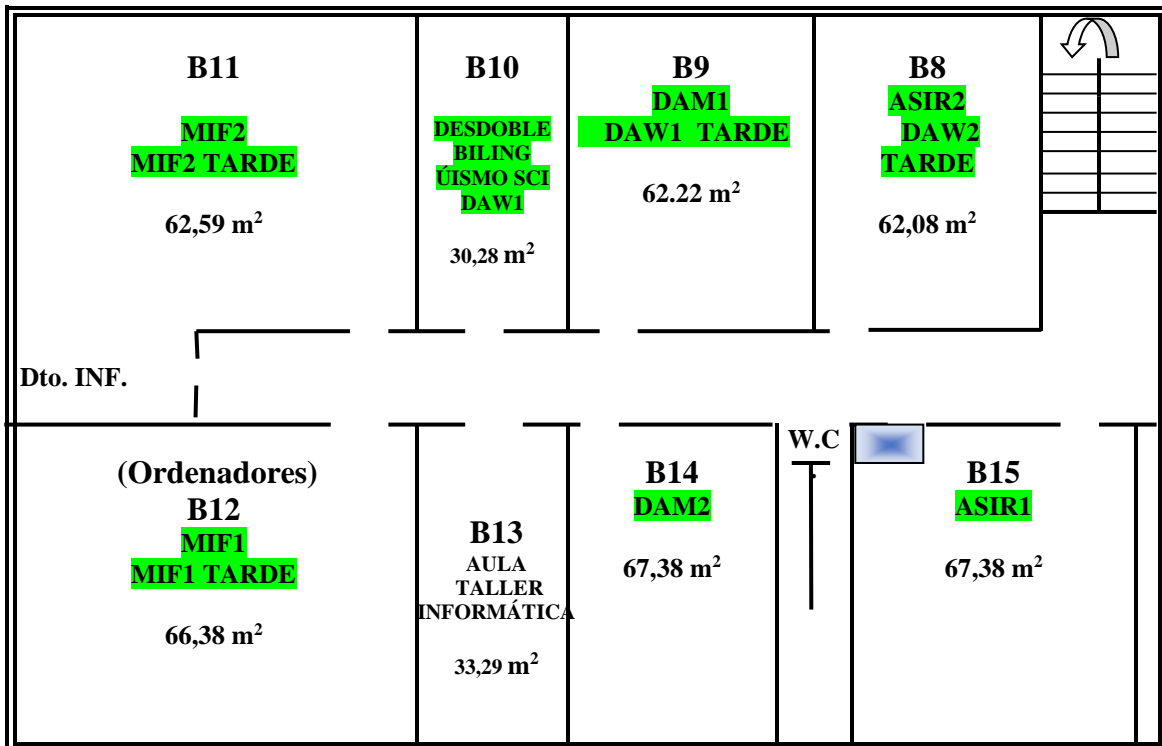 B11
MIF2
MIF2 TARDE
62,59 m²
B10
DESDOBLE
BILING
ÚISMO SCI
DAW1
30,28 m²
B9
DAM1
DAW1 TARDE
62.22 m²
B8
ASIR2
DAW2
TARDE
62,08 m²
Dto. INF.
(Ordenadores)
B12
MIF1
MIF1 TARDE
66,38 m²
B13
AULA
TALLER
INFORMÁTICA
33,29 m²
B14
DAM2
67,38 m²
W.C
.
B15
ASIR1
67,38 m²